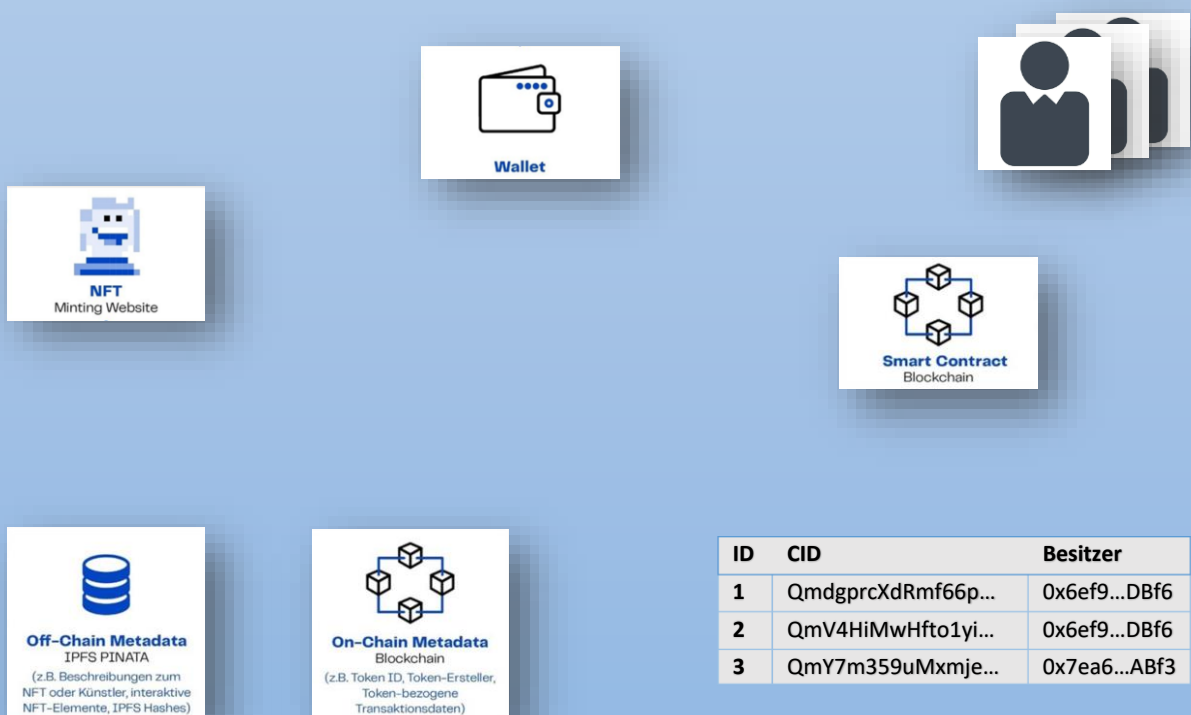 Wallet
NFT
Minting Website
Smart Contract
Blockchain
Off-Chain Metadata
IPFS PINATA
(z.B. Beschreibungen zum
NFT oder Künstler, interaktive
NFT-Elemente, IPFS Hashes)
On-Chain Metadata
Blockchain
(z.B. Token ID, Token-Ersteller,
Token-bezogene
Transaktionsdaten)
ID CID Besitzer
1 QmdgprcXdRmf66p... 0x6ef9...DBf6
2 QmV4HiMwHfto1yi... 0x6ef9...DBf6
3 QmY7m359uMxmje... 0x7ea6...ABf3